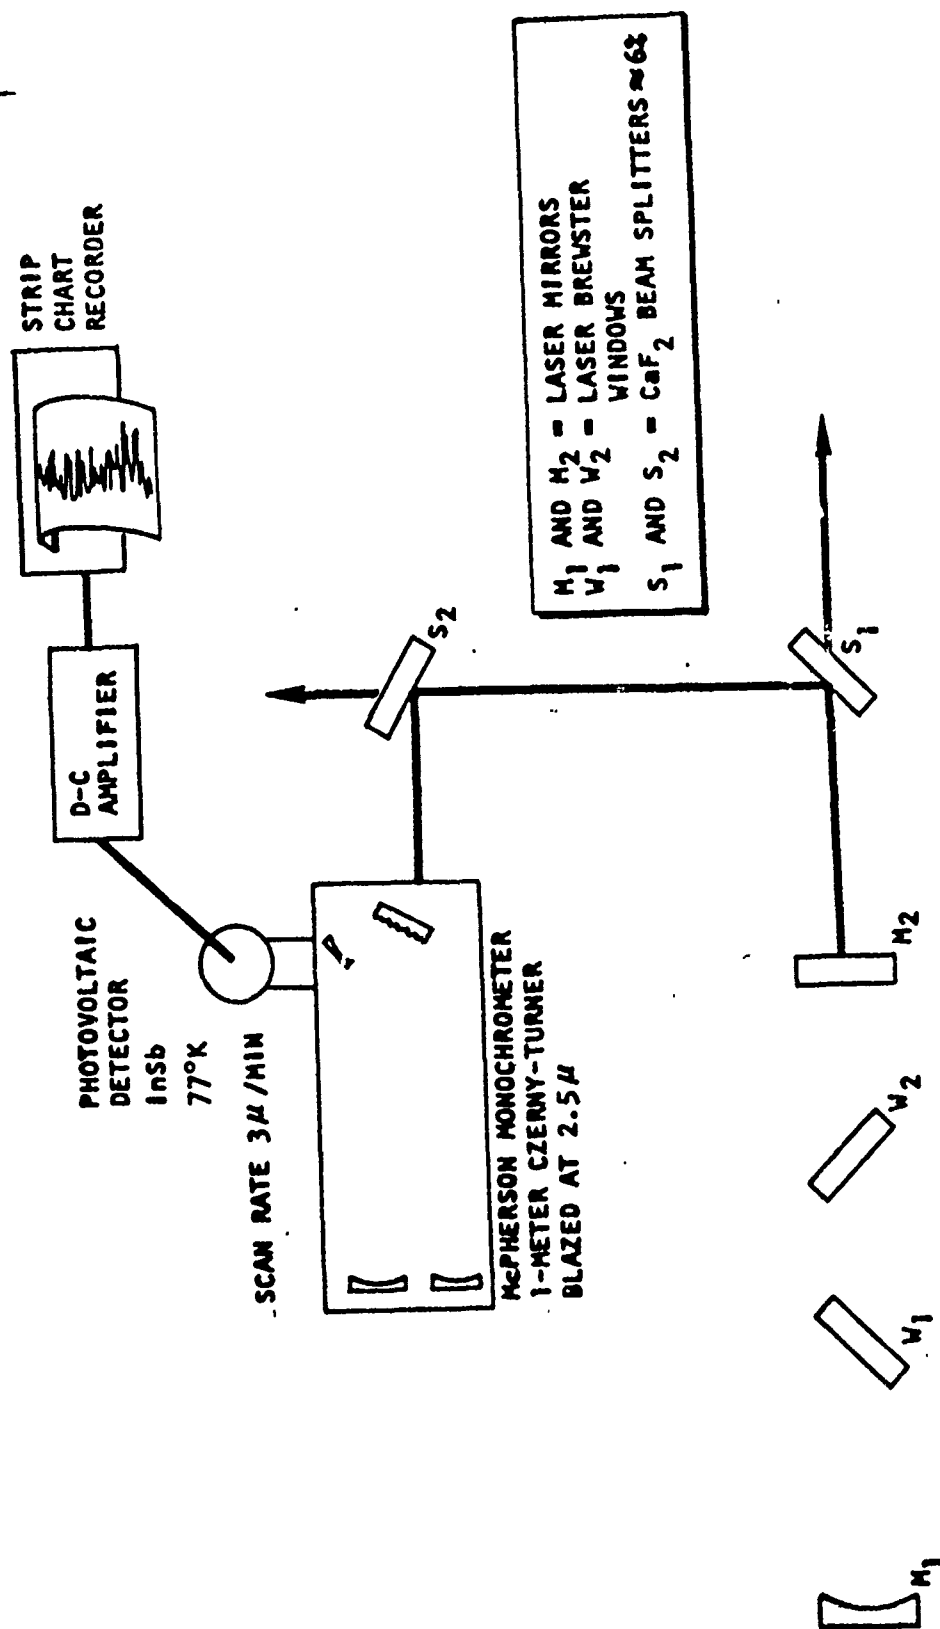 STRIP
CHART
RECORDER
D-C
AMPLIFIER
PHOTOVOLTAIC
DETECTOR
InSb
77°K
SCAN RATE 3μ/MIN
McPHERSON MONOCHROMETER
1-METER CZERNY-TURNER
BLAZED AT 2.5μ
S2
S1
M2
W2
W1
M1
M1 AND M2 = LASER MIRRORS
W1 AND W2 = LASER BREWSTER
WINDOWS
S1 AND S2 = CaF2 BEAM SPLITTERS ≈6%